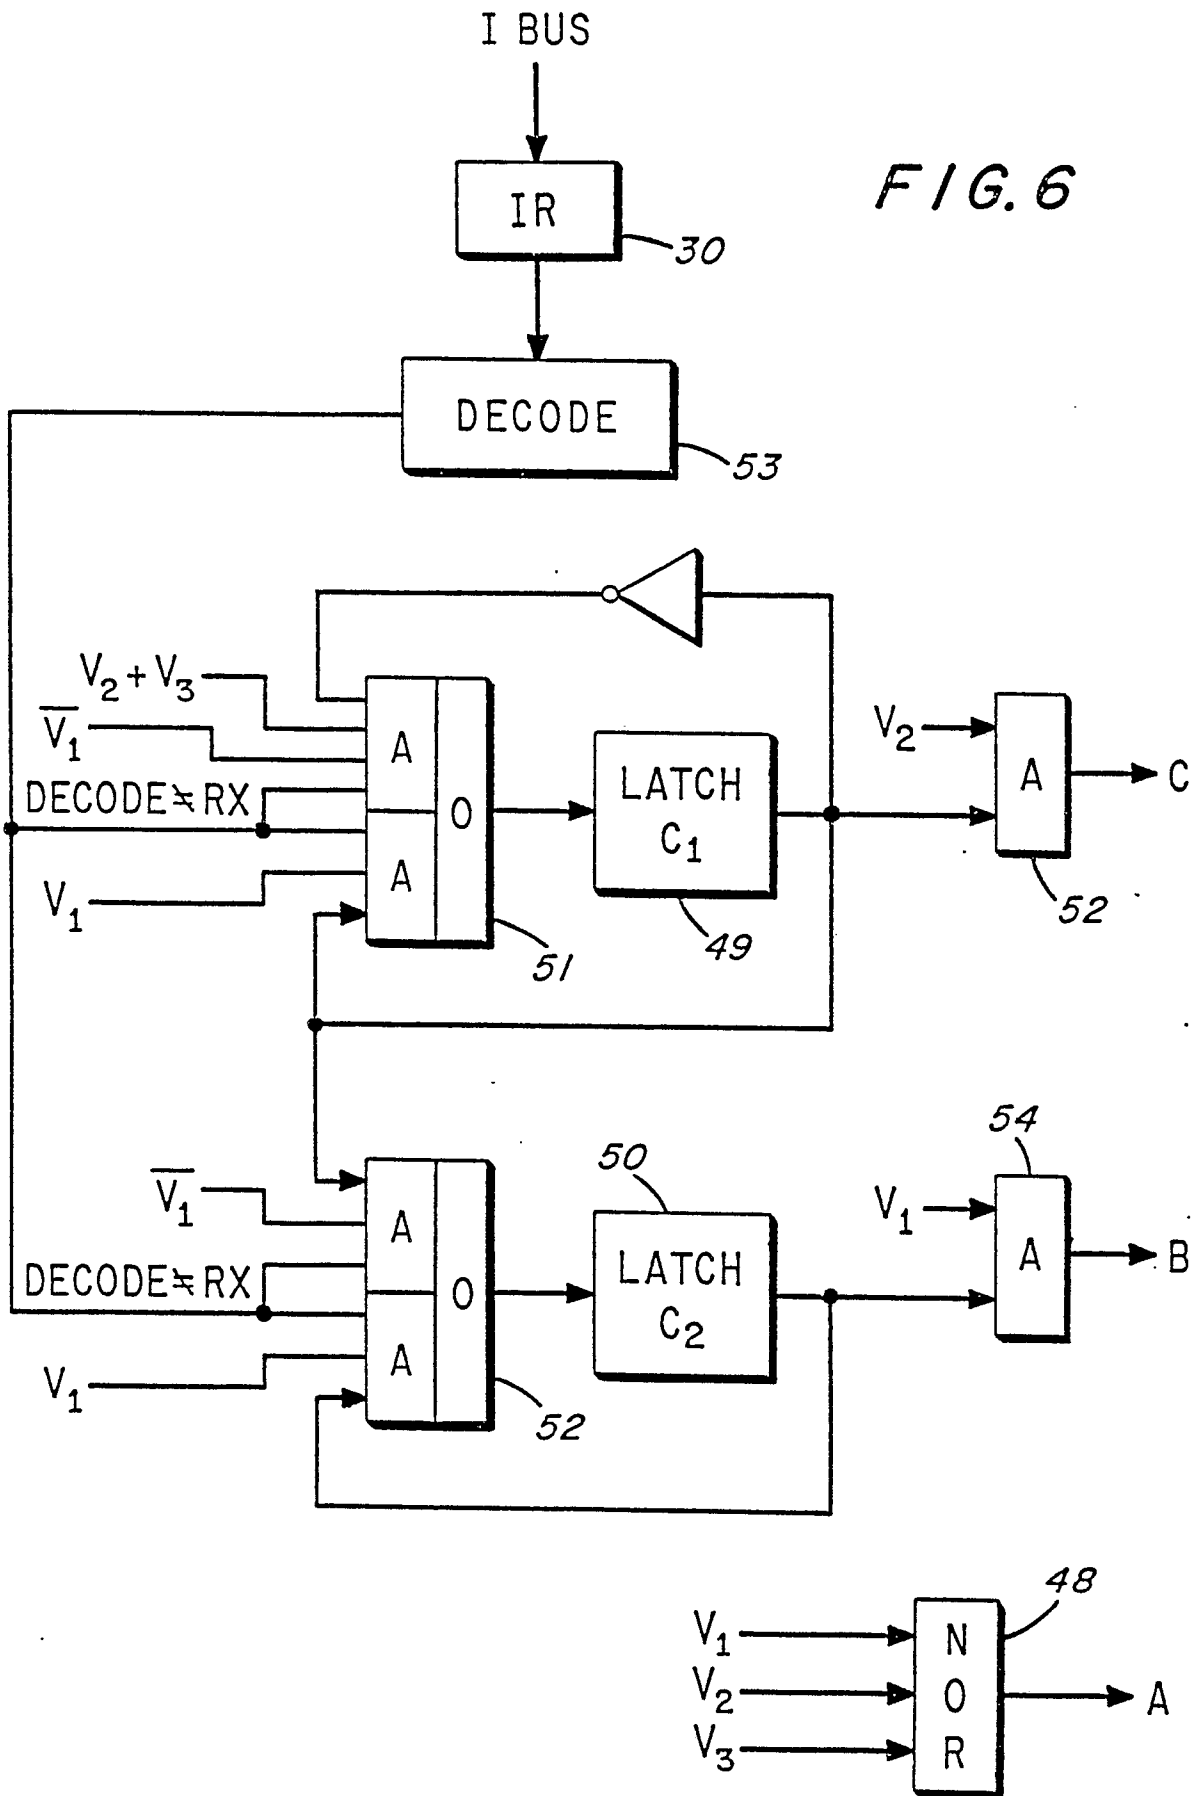 I BUS
FIG. 6
IR
30
DECODE
53
V₂ + V₃
V̅₁
DECODE ≠ RX
V₁
A
A
O
51
LATCH
C₁
49
V₂
A
C
52
V̅₁
DECODE ≠ RX
V₁
A
A
O
52
50
LATCH
C₂
54
V₁
A
B
V₁
V₂
V₃
N
O
R
48
A